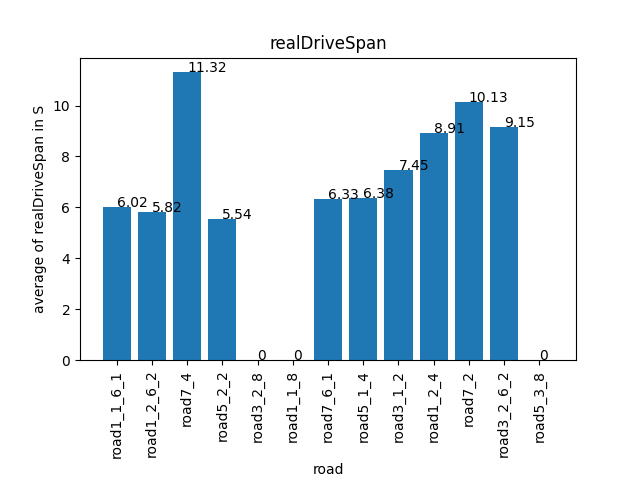 realDriveSpan
average of realDriveSpan in S
10
8
6
4
2
0
6.02
5.82
11.32
5.54
0
0
6.33
6.38
7.45
8.91
10.13
9.15
0
road1_1_6_1
road1_2_6_2
road7_4
road5_2_2
road3_2_8
road1_1_8
road7_6_1
road5_1_4
road3_1_2
road1_2_4
road7_2
road3_2_6_2
road5_3_8
road